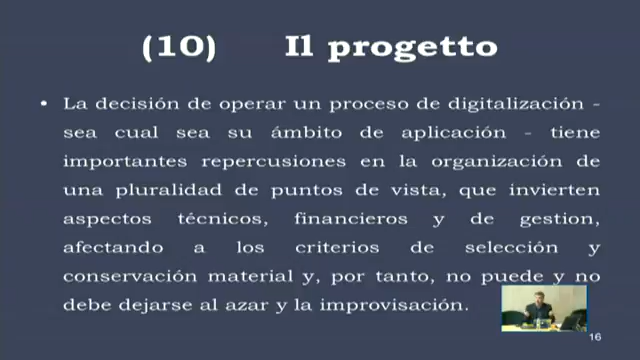 (10) Il progetto
• La decisión de operar un proceso de digitalización -
sea cual sea su ámbito de aplicación - tiene
importantes repercusiones en la organización de
una pluralidad de puntos de vista, que invierten
aspectos técnicos, financieros y de gestion,
afectando a los criterios de selección y
conservación material y, por tanto, no puede y no
debe dejarse al azar y la improvisación.
16